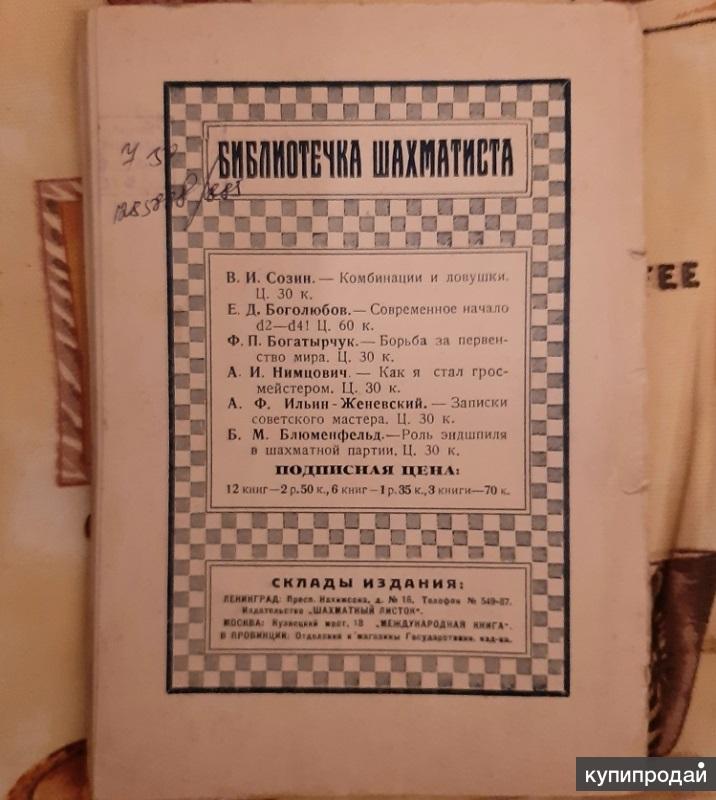 БИБЛИОТЕЧКА ШАХМАТИСТА
В. И. Созин. — Комбинации и ловушки.
Ц. 30 к.
Е. Д. Боголюбов. — Современное начало
d2—d4! Ц. 60 к.
Ф. П. Богатырчук. — Борьба за первен-
ство мира. Ц. 30 к.
А. И. Нимцович. — Как я стал грос-
мейстером. Ц. 30 к.
А. Ф. Ильин-Женевский. — Записки
советского мастера. Ц. 30 к.
Б. М. Блюменфельд. — Роль эндшпиля
в шахматной партии. Ц. 30 к.
ПОДПИСНАЯ ЦЕНА:
12 книг—2 р. 50 к., 6 книг—1 р. 35 к., 3 книги—70 к.
СКЛАДЫ ИЗДАНИЯ:
ЛЕНИНГРАД: Просп. Нахимсона, д. № 16, Телефон № 549-87.
Издательство „ШАХМАТНЫЙ ЛИСТОК".
МОСКВА: Кузнецкий мост, 18 „МЕЖДУНАРОДНАЯ КНИГА".
В ПРОВИНЦИИ: Отделения и магазины Государствен. изд-ва.
FEE
купипродай